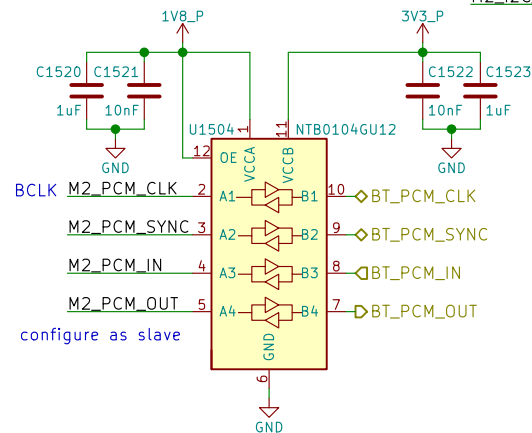 1V8_P
3V3_P
C1520
C1521
C1522
C1523
1uF
10nF
10nF
1uF
GND
GND
U1504
NTB0104GU12
1
11
12
OE
VCCA
VCCB
BCLK
M2_PCM_CLK
2
A1
B1
10
BT_PCM_CLK
M2_PCM_SYNC
3
A2
B2
9
BT_PCM_SYNC
M2_PCM_IN
4
A3
B3
8
BT_PCM_IN
M2_PCM_OUT
5
A4
B4
7
BT_PCM_OUT
configure as slave
GND
6
GND